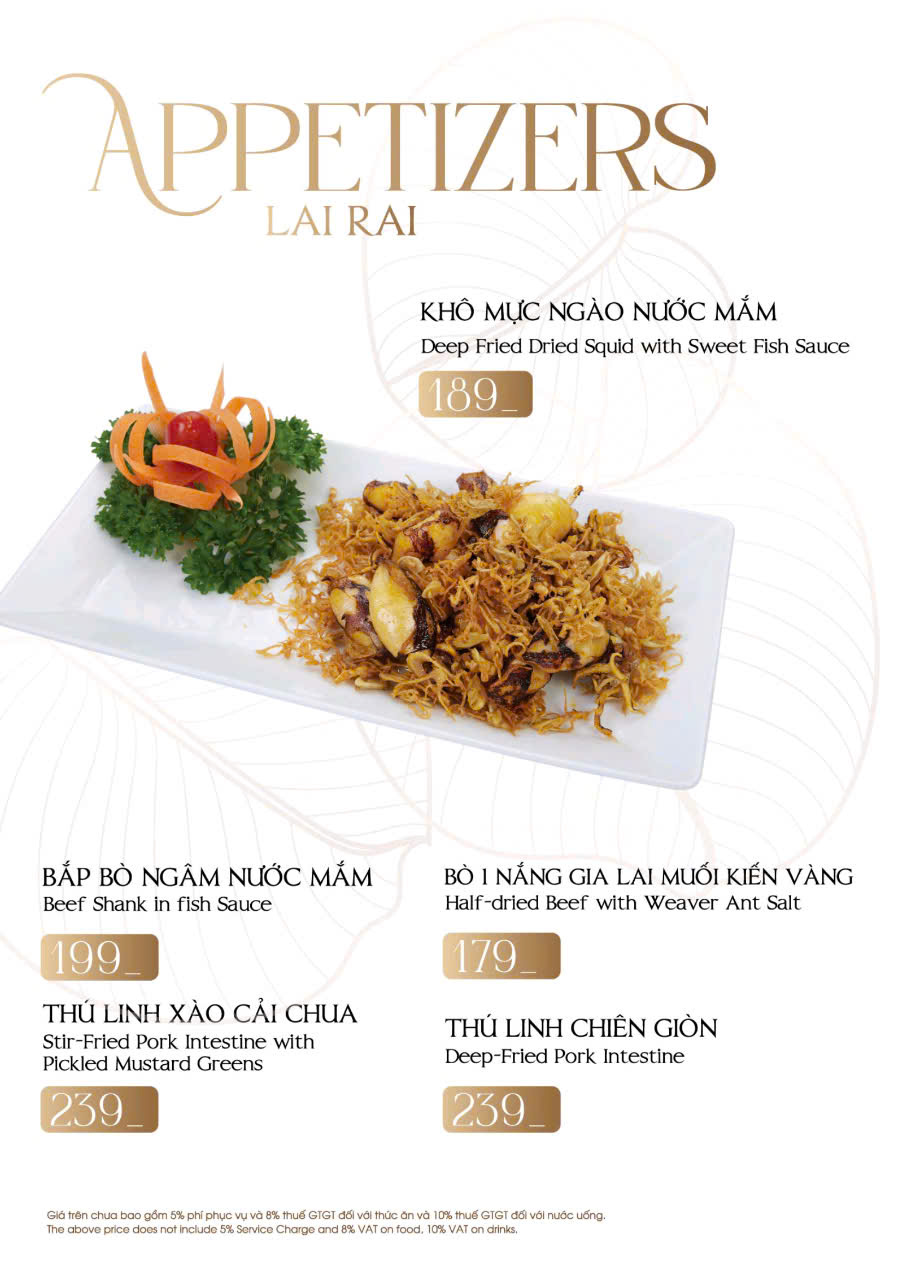 APPETIZERS
LAI RAI
KHÔ MỰC NGÀO NƯỚC MẮM
Deep Fried Dried Squid with Sweet Fish Sauce
189_
BẮP BÒ NGÂM NƯỚC MẮM
Beef Shank in fish Sauce
199_
BÒ 1 NẮNG GIA LAI MUỐI KIẾN VÀNG
Half-dried Beef with Weaver Ant Salt
179_
THÚ LINH XÀO CẢI CHUA
Stir-Fried Pork Intestine with
Pickled Mustard Greens
239_
THÚ LINH CHIÊN GIÒN
Deep-Fried Pork Intestine
239_
Giá trên chưa bao gồm 5% phí phục vụ và 8% thuế GTGT đối với thức ăn và 10% thuế GTGT đối với nước uống.
The above price does not include 5% Service Charge and 8% VAT on food, 10% VAT on drinks.